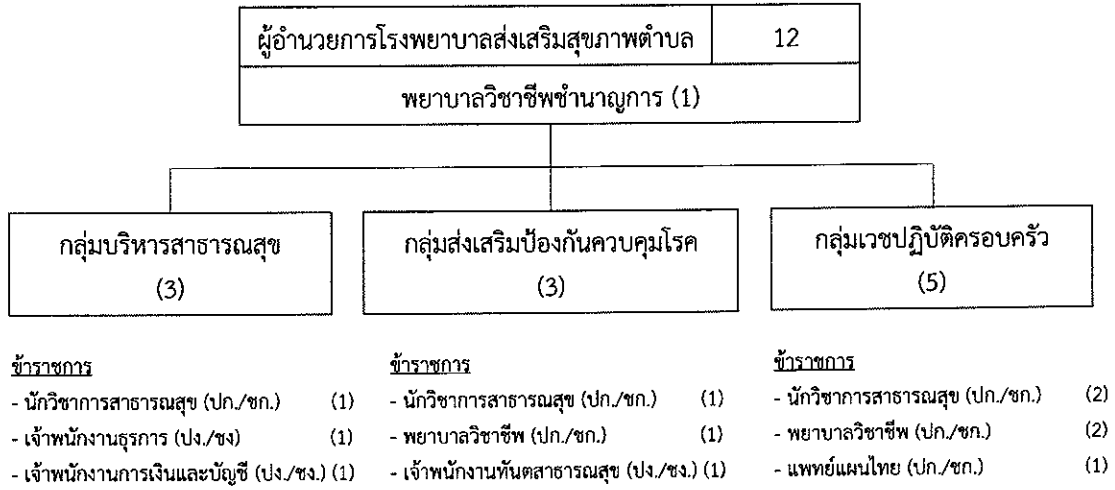 ผู้อำนวยการโรงพยาบาลส่งเสริมสุขภาพตำบล 12
พยาบาลวิชาชีพชำนาญการ (1)
กลุ่มบริหารสาธารณสุข
(3)
กลุ่มส่งเสริมป้องกันควบคุมโรค
(3)
กลุ่มเวชปฏิบัติครอบครัว
(5)
ข้าราชการ
- นักวิชาการสาธารณสุข (ปก./ชก.) (1)
- เจ้าพนักงานธุรการ (ปง./ชง) (1)
- เจ้าพนักงานการเงินและบัญชี (ปง./ชง.) (1)
ข้าราชการ
- นักวิชาการสาธารณสุข (ปก./ชก.) (1)
- พยาบาลวิชาชีพ (ปก./ชก.) (1)
- เจ้าพนักงานทันตสาธารณสุข (ปง./ชง.) (1)
ข้าราชการ
- นักวิชาการสาธารณสุข (ปก./ชก.) (2)
- พยาบาลวิชาชีพ (ปก./ชก.) (2)
- แพทย์แผนไทย (ปก./ชก.) (1)